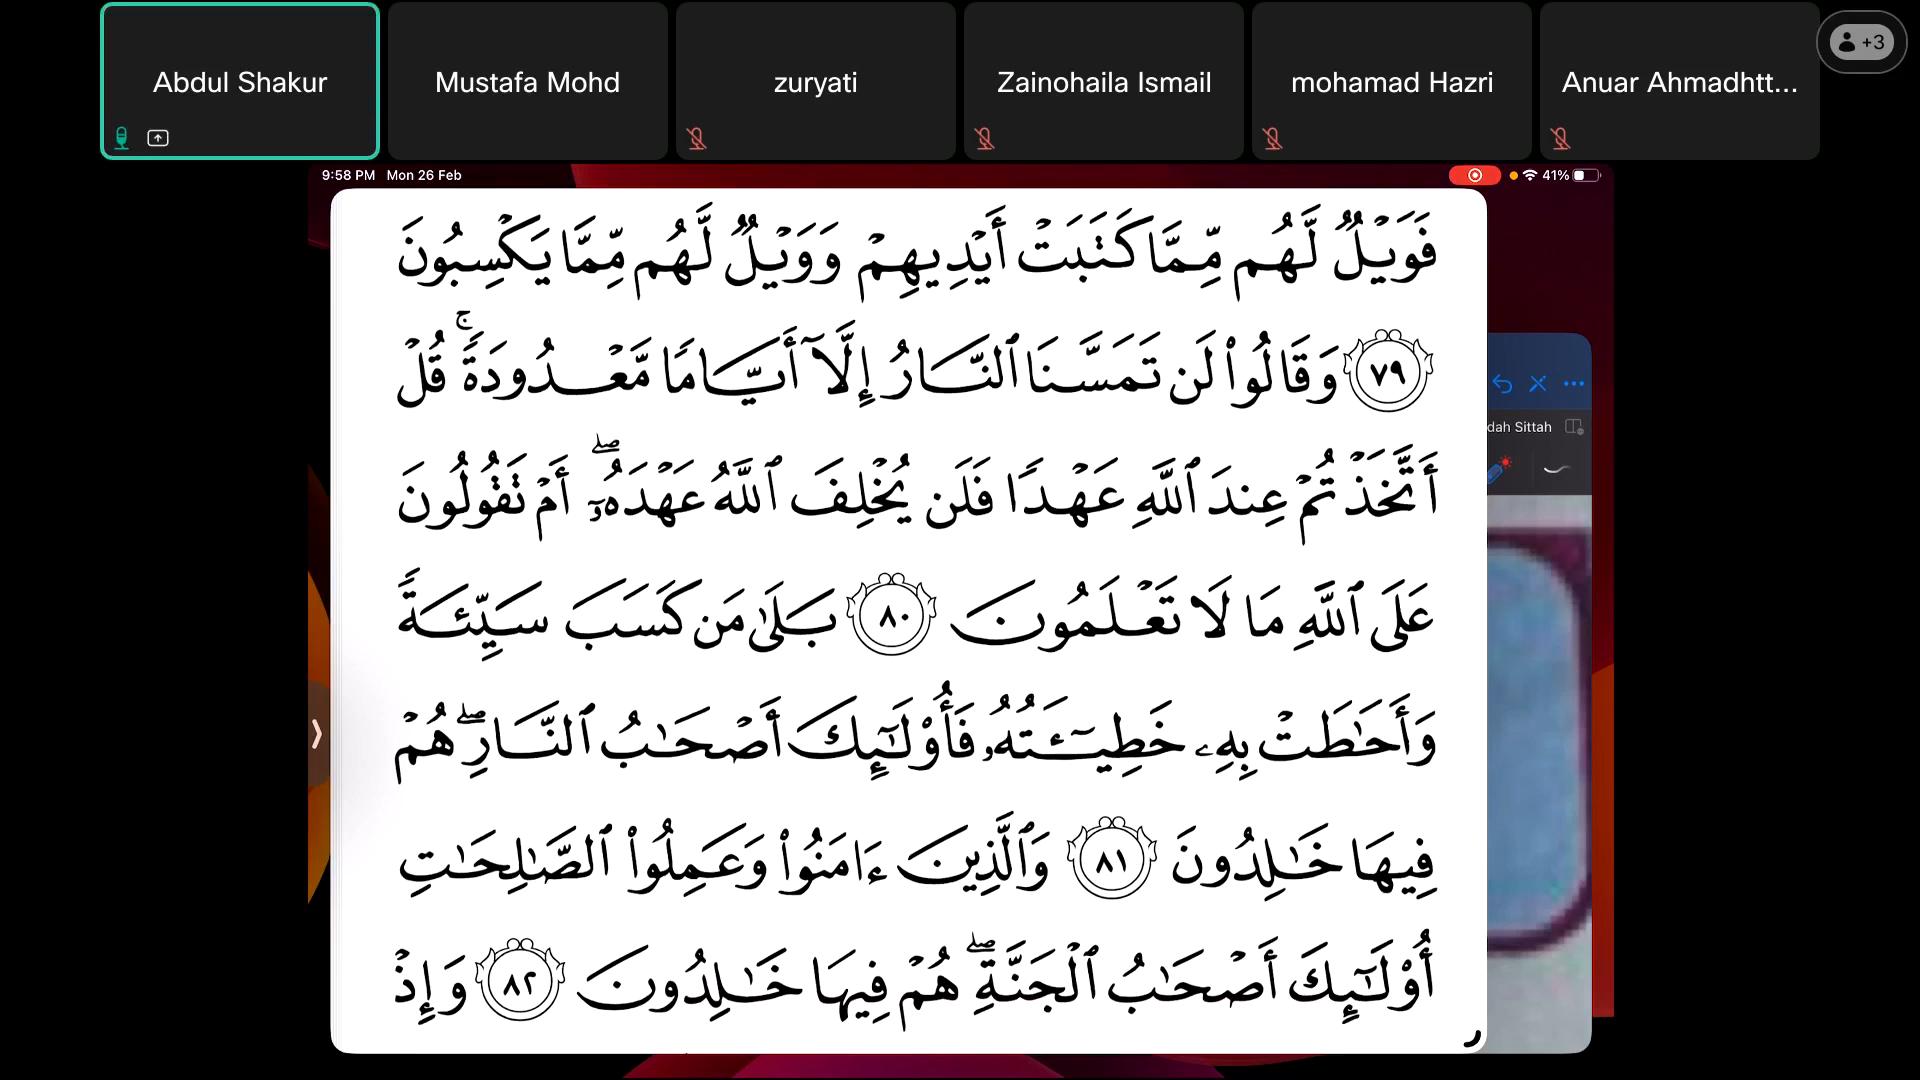 Abdul Shakur
Mustafa Mohd
zuryati
Zainohaila Ismail
mohamad Hazri
Anuar Ahmadhtt...
+3
9:58 PM Mon 26 Feb
41%
فَوَيْلٌ لَّهُم مِّمَّا كَتَبَتْ أَيْدِيهِمْ وَوَيْلٌ لَّهُم مِّمَّا يَكْسِبُونَ
٧٩ وَقَالُوا۟ لَن تَمَسَّنَا ٱلنَّارُ إِلَّآ أَيَّامًا مَّعْدُودَةً ۚ قُلْ
أَتَّخَذْتُمْ عِندَ ٱللَّهِ عَهْدًا فَلَن يُخْلِفَ ٱللَّهُ عَهْدَهُۥٓ ۖ أَمْ تَقُولُونَ
عَلَى ٱللَّهِ مَا لَا تَعْلَمُونَ ٨٠ بَلَىٰ مَن كَسَبَ سَيِّئَةً
وَأَحَٰطَتْ بِهِۦ خَطِيٓـَٔتُهُۥ فَأُو۟لَٰٓئِكَ أَصْحَٰبُ ٱلنَّارِ ۖ هُمْ
فِيهَا خَٰلِدُونَ ٨١ وَٱلَّذِينَ ءَامَنُوا۟ وَعَمِلُوا۟ ٱلصَّٰلِحَٰتِ
أُو۟لَٰٓئِكَ أَصْحَٰبُ ٱلْجَنَّةِ ۖ هُمْ فِيهَا خَٰلِدُونَ ٨٢ وَإِذْ
dah Sittah